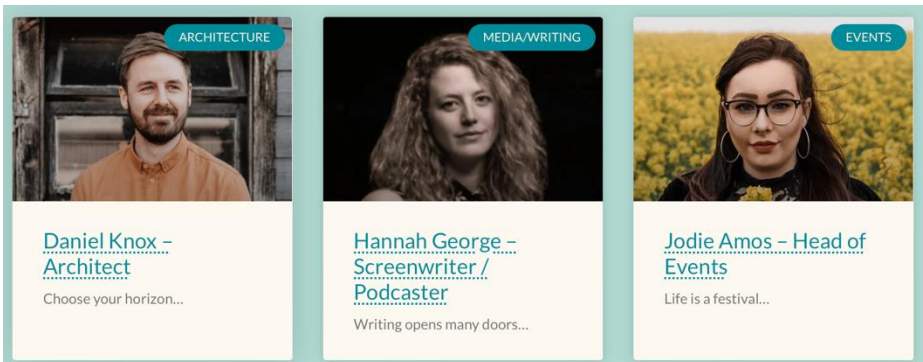 ARCHITECTURE
Daniel Knox –
Architect
Choose your horizon...
MEDIA/WRITING
Hannah George –
Screenwriter /
Podcaster
Writing opens many doors...
EVENTS
Jodie Amos – Head of
Events
Life is a festival...